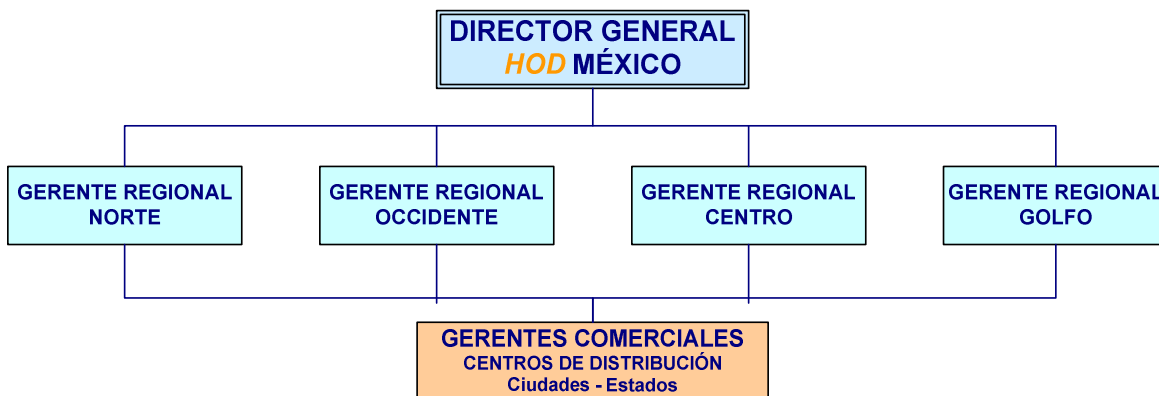 DIRECTOR GENERAL
HOD MÉXICO
GERENTE REGIONAL
NORTE
GERENTE REGIONAL
OCCIDENTE
GERENTE REGIONAL
CENTRO
GERENTE REGIONAL
GOLFO
GERENTES COMERCIALES
CENTROS DE DISTRIBUCIÓN
Ciudades - Estados